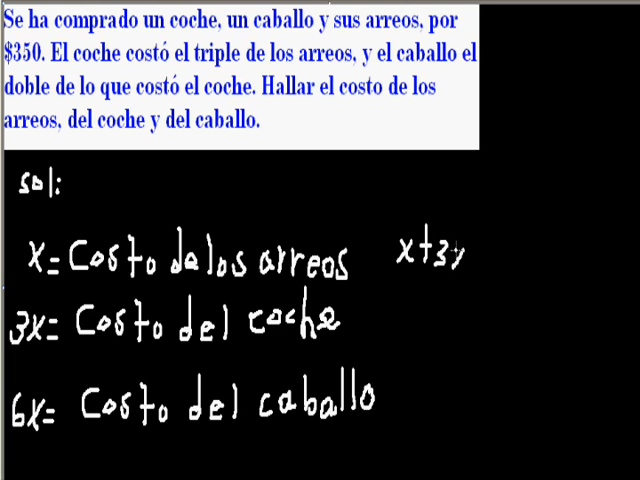 Se ha comprado un coche, un caballo y sus arreos, por
$350. El coche costó el triple de los arreos, y el caballo el
doble de lo que costó el coche. Hallar el costo de los
arreos, del coche y del caballo.
sol:
x = Costo de los arreos x+3x
3x = Costo del coche
6x = Costo del caballo